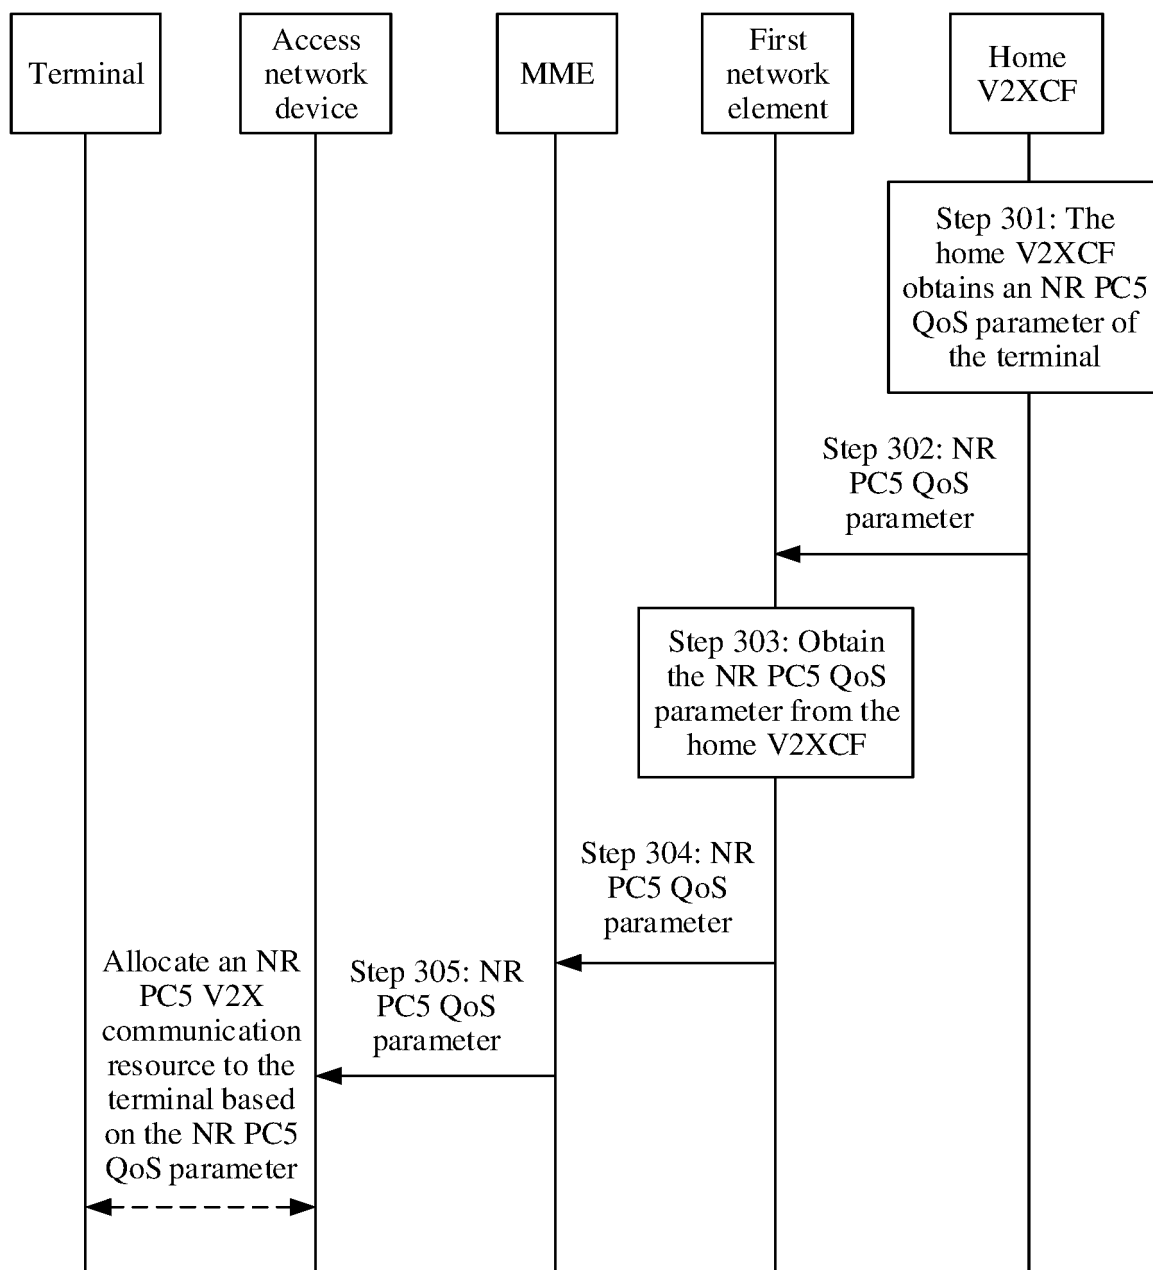 Terminal
Access
network
device
MME
First
network
element
Home
V2XCF
Step 301: The
home V2XCF
obtains an NR PC5
QoS parameter of
the terminal
Step 302: NR
PC5 QoS
parameter
Step 303: Obtain
the NR PC5 QoS
parameter from the
home V2XCF
Step 304: NR
PC5 QoS
parameter
Step 305: NR
PC5 QoS
parameter
Allocate an NR
PC5 V2X
communication
resource to the
terminal based
on the NR PC5
QoS parameter